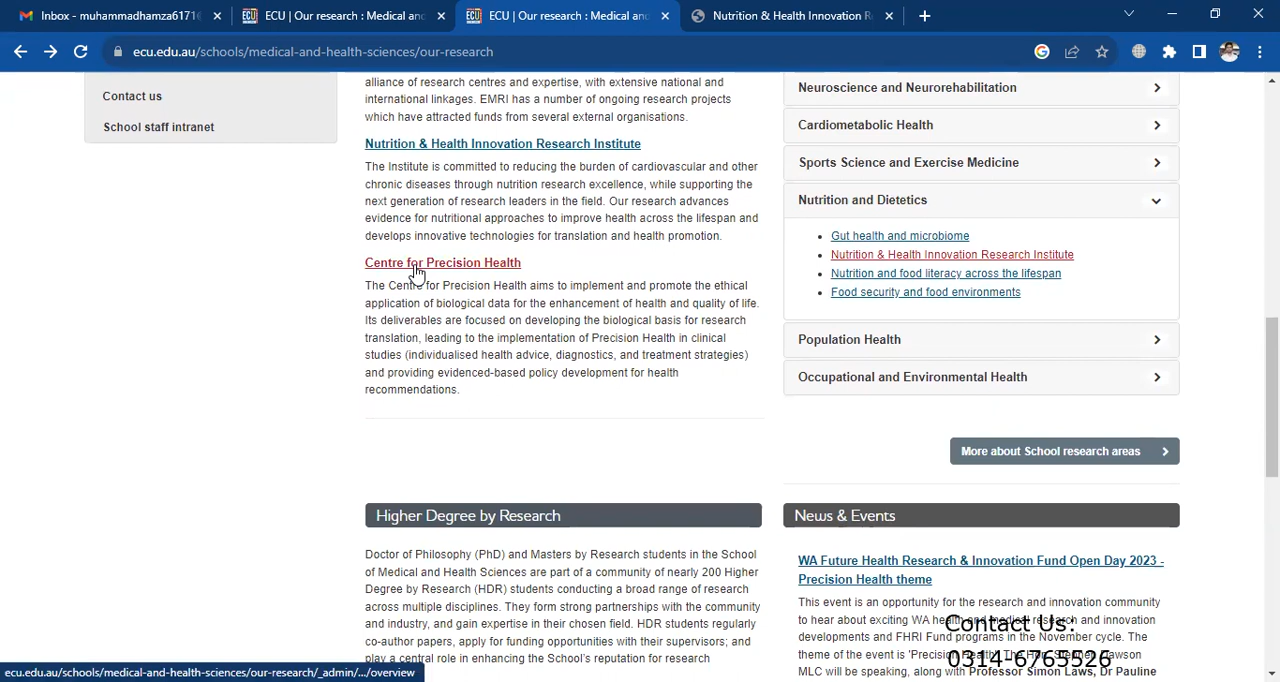 Inbox - muhammadhamza6171@
ECU | Our research : Medical and
ECU | Our research : Medical and
Nutrition & Health Innovation R
ecu.edu.au/schools/medical-and-health-sciences/our-research
Contact us
School staff intranet
alliance of research centres and expertise, with extensive national and
international linkages. EMRI has a number of ongoing research projects
which have attracted funds from several external organisations.
Nutrition & Health Innovation Research Institute
The Institute is committed to reducing the burden of cardiovascular and other
chronic diseases through nutrition research excellence, while supporting the
next generation of research leaders in the field. Our research advances
evidence for nutritional approaches to improve health across the lifespan and
develops innovative technologies for translation and health promotion.
Centre for Precision Health
The Centre for Precision Health aims to implement and promote the ethical
application of biological data for the enhancement of health and quality of life.
Its deliverables are focused on developing the biological basis for research
translation, leading to the implementation of Precision Health in clinical
studies (individualised health advice, diagnostics, and treatment strategies)
and providing evidenced-based policy development for health
recommendations.
Neuroscience and Neurorehabilitation
Cardiometabolic Health
Sports Science and Exercise Medicine
Nutrition and Dietetics
Gut health and microbiome
Nutrition & Health Innovation Research Institute
Nutrition and food literacy across the lifespan
Food security and food environments
Population Health
Occupational and Environmental Health
More about School research areas
Higher Degree by Research
Doctor of Philosophy (PhD) and Masters by Research students in the School
of Medical and Health Sciences are part of a community of nearly 200 Higher
Degree by Research (HDR) students conducting a broad range of research
across multiple disciplines. They form strong partnerships with the community
and industry, and gain expertise in their chosen field. HDR students regularly
co-author papers, apply for funding opportunities with their supervisors; and
play a central role in enhancing the School's reputation for research
News & Events
WA Future Health Research & Innovation Fund Open Day 2023 -
Precision Health theme
This event is an opportunity for the research and innovation community
to hear about exciting WA health and medical research and innovation
developments and FHRI Fund programs in the November cycle. The
theme of the event is 'Precision Health'. The Hon. Stephen Dawson
MLC will be speaking, along with Professor Simon Laws, Dr Pauline
Contact Us:
0314-6765526
ecu.edu.au/schools/medical-and-health-sciences/our-research/_admin/.../overview